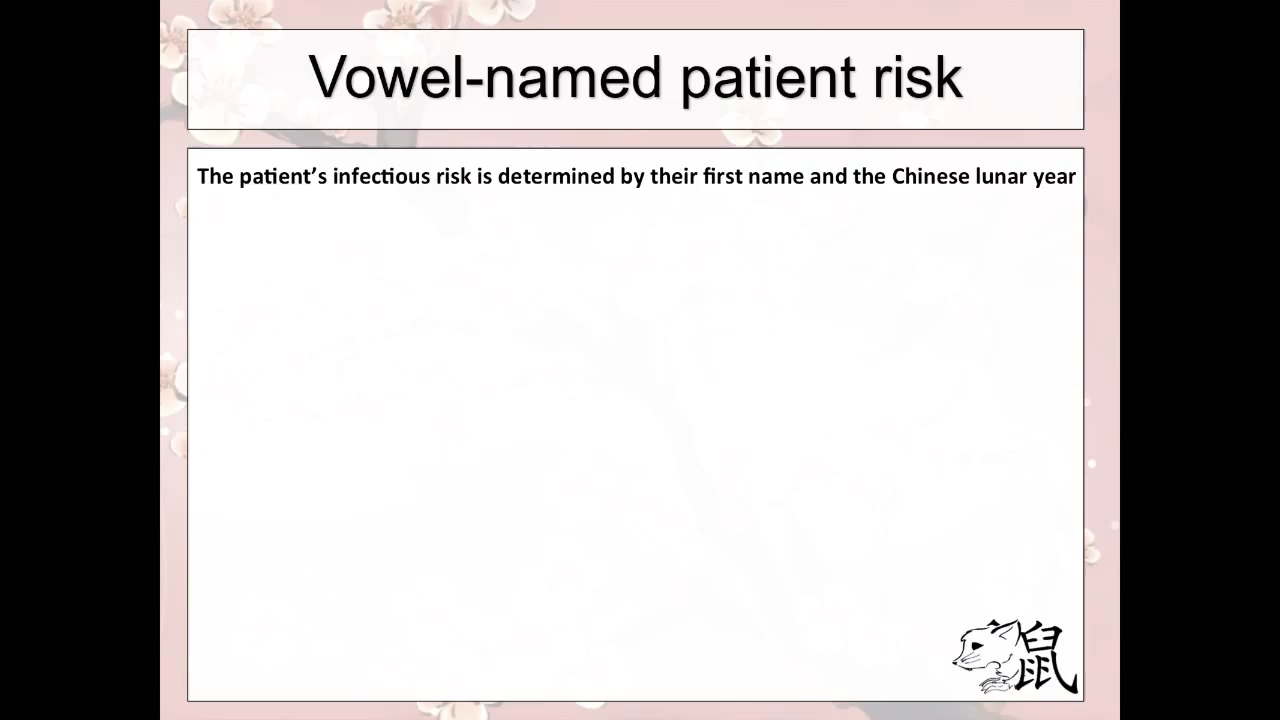 Vowel-named patient risk
The patient’s infectious risk is determined by their first name and the Chinese lunar year
鼠